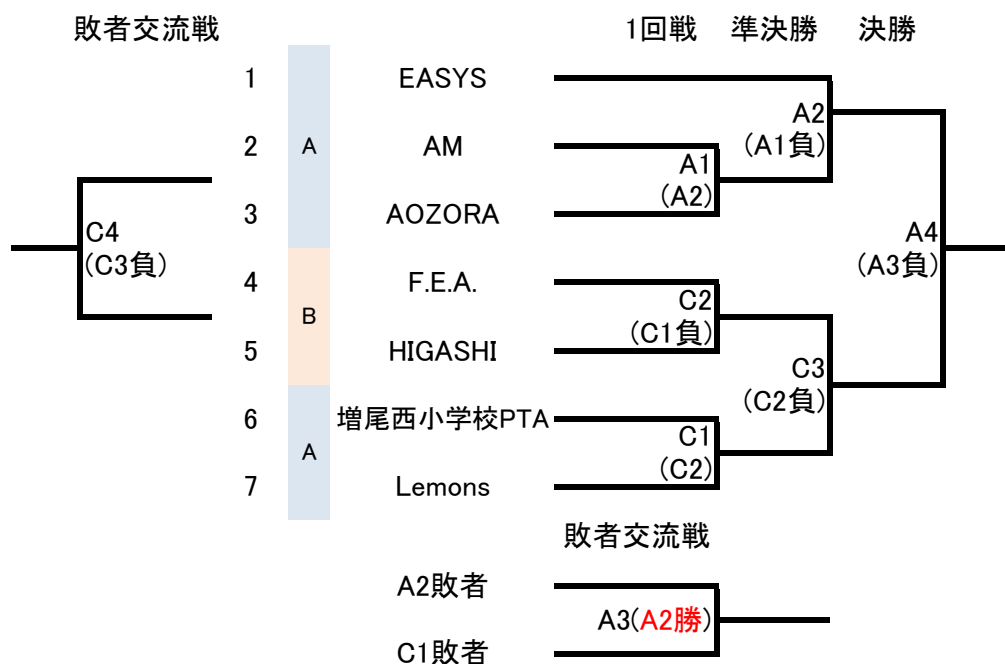 敗者交流戦 1回戦 準決勝 決勝
1 EASYS
A2
(A1負)
2 A AM
A1
(A2)
3 AOZORA
C4
(C3負)
A4
(A3負)
4 F.E.A.
C2
(C1負)
B
5 HIGASHI
C3
(C2負)
6 増尾西小学校PTA
A
C1
(C2)
7 Lemons
敗者交流戦
A2敗者
A3(A2勝)
C1敗者